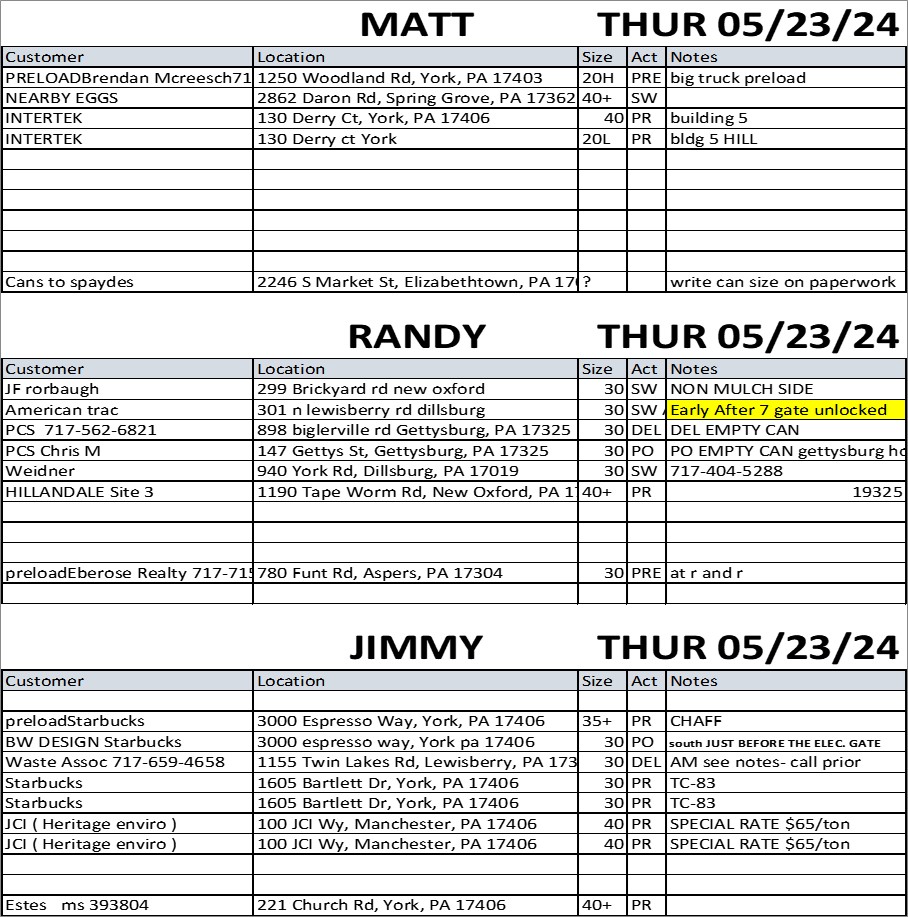 MATT THUR 05/23/24
Customer Location Size Act Notes
PRELOADBrendan Mcreesch71 1250 Woodland Rd, York, PA 17403 20H PRE big truck preload
NEARBY EGGS 2862 Daron Rd, Spring Grove, PA 17362 40+ SW
INTERTEK 130 Derry Ct, York, PA 17406 40 PR building 5
INTERTEK 130 Derry ct York 20L PR bldg 5 HILL
Cans to spaydes 2246 S Market St, Elizabethtown, PA 170 ? write can size on paperwork
RANDY THUR 05/23/24
Customer Location Size Act Notes
JF rorbaugh 299 Brickyard rd new oxford 30 SW NON MULCH SIDE
American trac 301 n lewisberry rd dillsburg 30 SW Early After 7 gate unlocked
PCS 717-562-6821 898 biglerville rd Gettysburg, PA 17325 30 DEL DEL EMPTY CAN
PCS Chris M 147 Gettys St, Gettysburg, PA 17325 30 PO PO EMPTY CAN gettysburg ho
Weidner 940 York Rd, Dillsburg, PA 17019 30 SW 717-404-5288
HILLANDALE Site 3 1190 Tape Worm Rd, New Oxford, PA 17 40+ PR 19325
preloadEberose Realty 717-715 780 Funt Rd, Aspers, PA 17304 30 PRE at r and r
JIMMY THUR 05/23/24
Customer Location Size Act Notes
preloadStarbucks 3000 Espresso Way, York, PA 17406 35+ PR CHAFF
BW DESIGN Starbucks 3000 espresso way, York pa 17406 30 PO south JUST BEFORE THE ELEC. GATE
Waste Assoc 717-659-4658 1155 Twin Lakes Rd, Lewisberry, PA 173 30 DEL AM see notes- call prior
Starbucks 1605 Bartlett Dr, York, PA 17406 30 PR TC-83
Starbucks 1605 Bartlett Dr, York, PA 17406 30 PR TC-83
JCI ( Heritage enviro ) 100 JCI Wy, Manchester, PA 17406 40 PR SPECIAL RATE $65/ton
JCI ( Heritage enviro ) 100 JCI Wy, Manchester, PA 17406 40 PR SPECIAL RATE $65/ton
Estes ms 393804 221 Church Rd, York, PA 17406 40+ PR